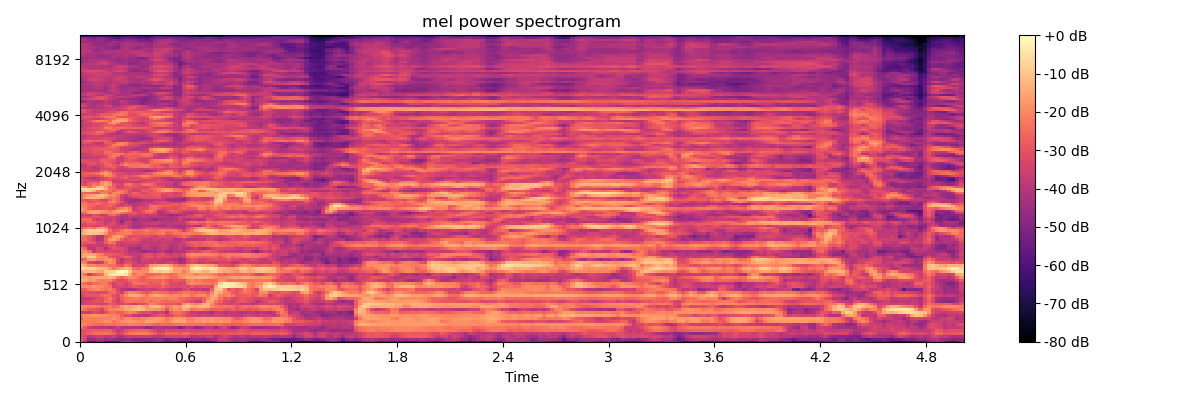 mel power spectrogram
8192
4096
2048
1024
512
0
Hz
0 0.6 1.2 1.8 2.4 3 3.6 4.2 4.8
Time
+0 dB
-10 dB
-20 dB
-30 dB
-40 dB
-50 dB
-60 dB
-70 dB
-80 dB